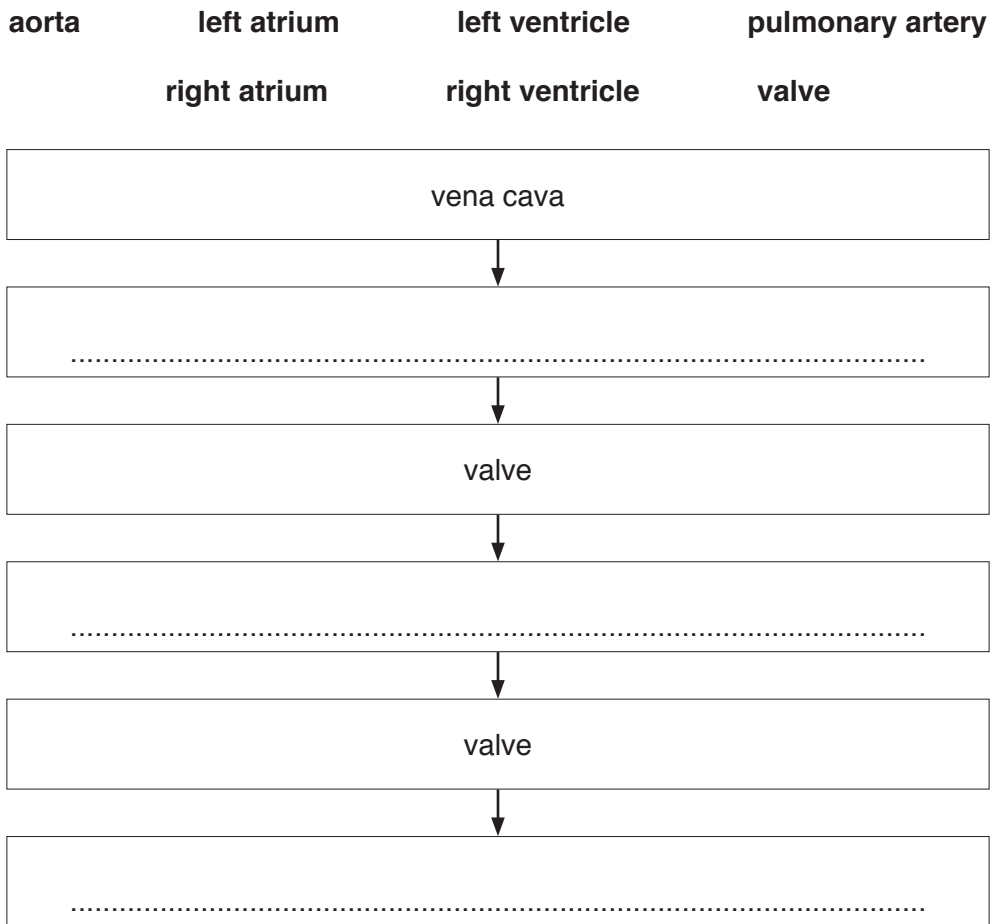 aorta left atrium left ventricle pulmonary artery
right atrium right ventricle valve
vena cava
..........................................................................................................
valve
..........................................................................................................
valve
..........................................................................................................